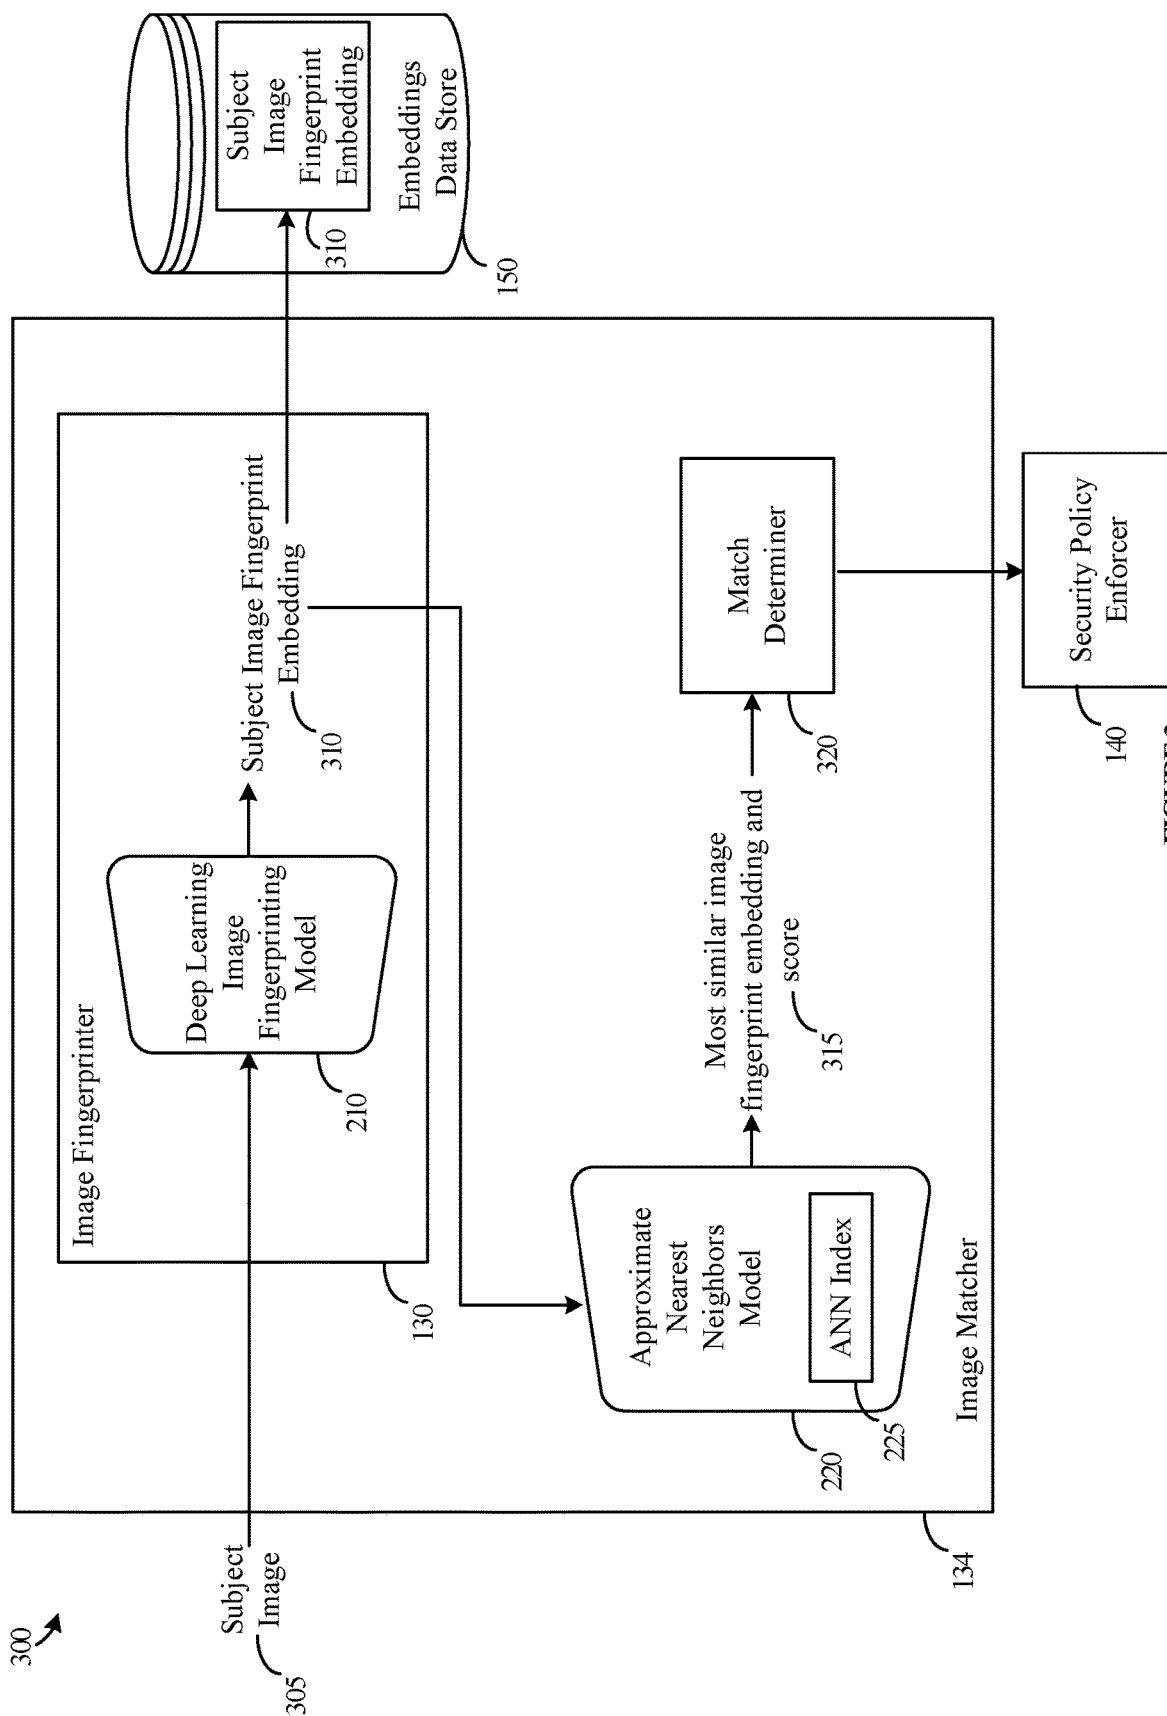 300
Subject
Image
305
Image Fingerprinter
130
Deep Learning
Image
Fingerprinting
Model
210
Subject Image Fingerprint
Embedding
310
Subject
Image
Fingerprint
Embedding
310
Embeddings
Data Store
150
Approximate
Nearest
Neighbors
Model
ANN Index
225
220
Most similar image
fingerprint embedding and
score
315
Match
Determiner
320
Image Matcher
134
Security Policy
Enforcer
140